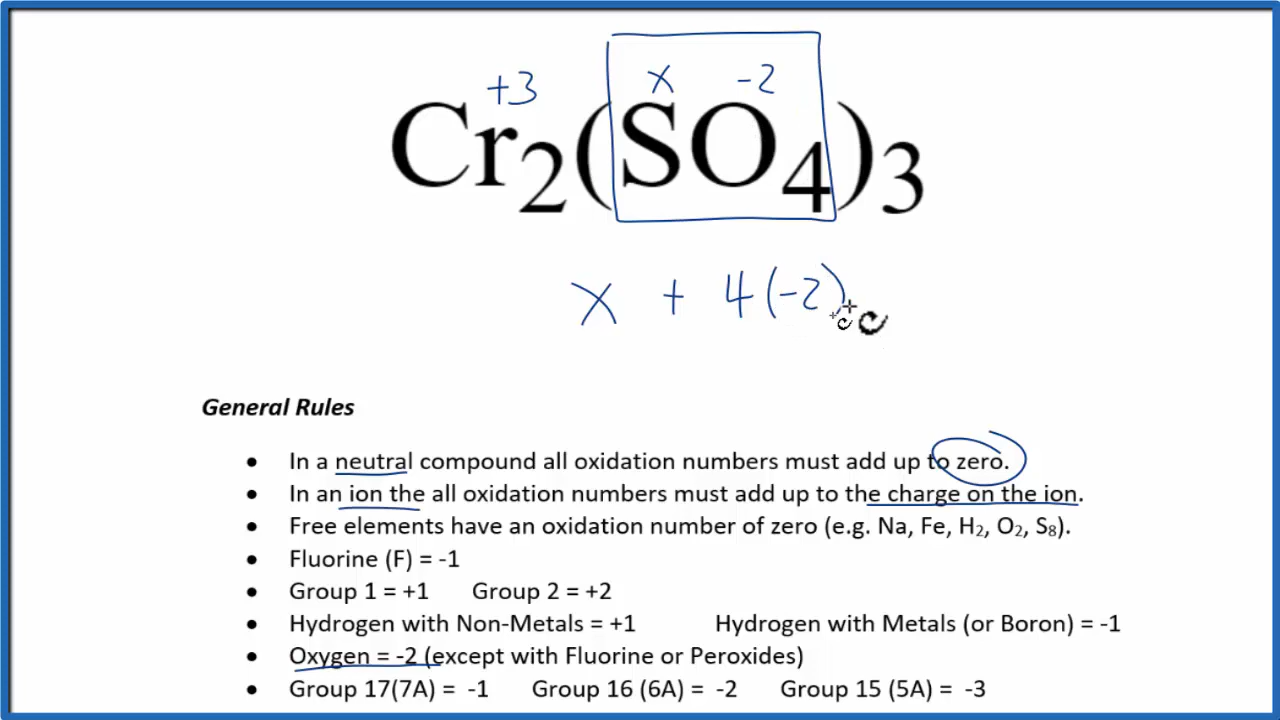 +3 x -2
Cr₂(SO₄)₃
x + 4(-2)
General Rules
• In a neutral compound all oxidation numbers must add up to zero.
• In an ion the all oxidation numbers must add up to the charge on the ion.
• Free elements have an oxidation number of zero (e.g. Na, Fe, H₂, O₂, S₈).
• Fluorine (F) = -1
• Group 1 = +1 Group 2 = +2
• Hydrogen with Non-Metals = +1 Hydrogen with Metals (or Boron) = -1
• Oxygen = -2 (except with Fluorine or Peroxides)
• Group 17(7A) = -1 Group 16 (6A) = -2 Group 15 (5A) = -3